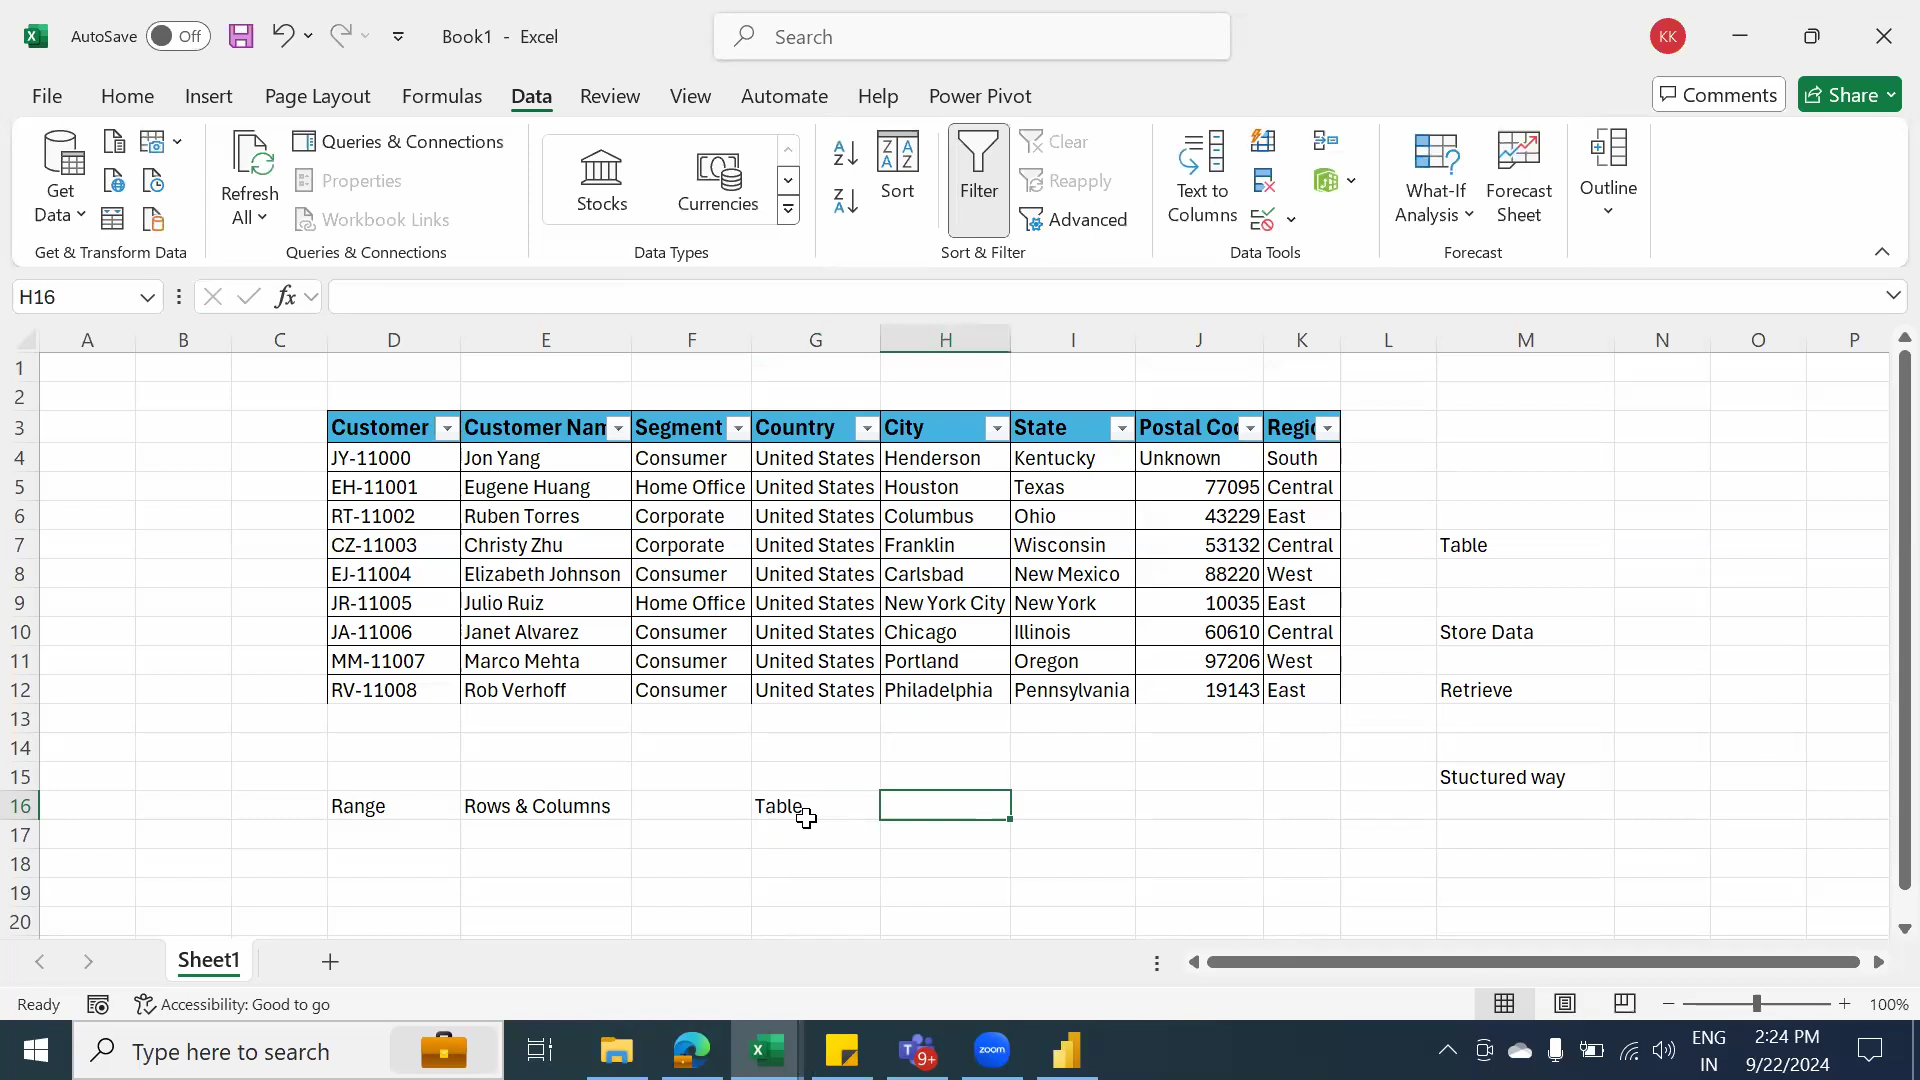 AutoSave Off Book1 - Excel Search KK
File Home Insert Page Layout Formulas Data Review View Automate Help Power Pivot Comments Share
Get Data
Refresh All
Queries & Connections
Properties
Workbook Links
Stocks Currencies
Sort
Filter
Clear
Reapply
Advanced
Text to Columns
What-If Analysis
Forecast Sheet
Outline
Get & Transform Data Queries & Connections Data Types Sort & Filter Data Tools Forecast
H16 fx
A B C D E F G H I J K L M N O P
1
2
3 Customer Customer Nam Segment Country City State Postal Cod Regio
4 JY-11000 Jon Yang Consumer United States Henderson Kentucky Unknown South
5 EH-11001 Eugene Huang Home Office United States Houston Texas 77095 Central
6 RT-11002 Ruben Torres Corporate United States Columbus Ohio 43229 East
7 CZ-11003 Christy Zhu Corporate United States Franklin Wisconsin 53132 Central Table
8 EJ-11004 Elizabeth Johnson Consumer United States Carlsbad New Mexico 88220 West
9 JR-11005 Julio Ruiz Home Office United States New York City New York 10035 East
10 JA-11006 Janet Alvarez Consumer United States Chicago Illinois 60610 Central Store Data
11 MM-11007 Marco Mehta Consumer United States Portland Oregon 97206 West
12 RV-11008 Rob Verhoff Consumer United States Philadelphia Pennsylvania 19143 East Retrieve
13
14
15 Stuctured way
16 Range Rows & Columns Table
17
18
19
20
Sheet1
Ready Accessibility: Good to go 100%
Type here to search 9+ zoom ENG 2:24 PM
IN 9/22/2024